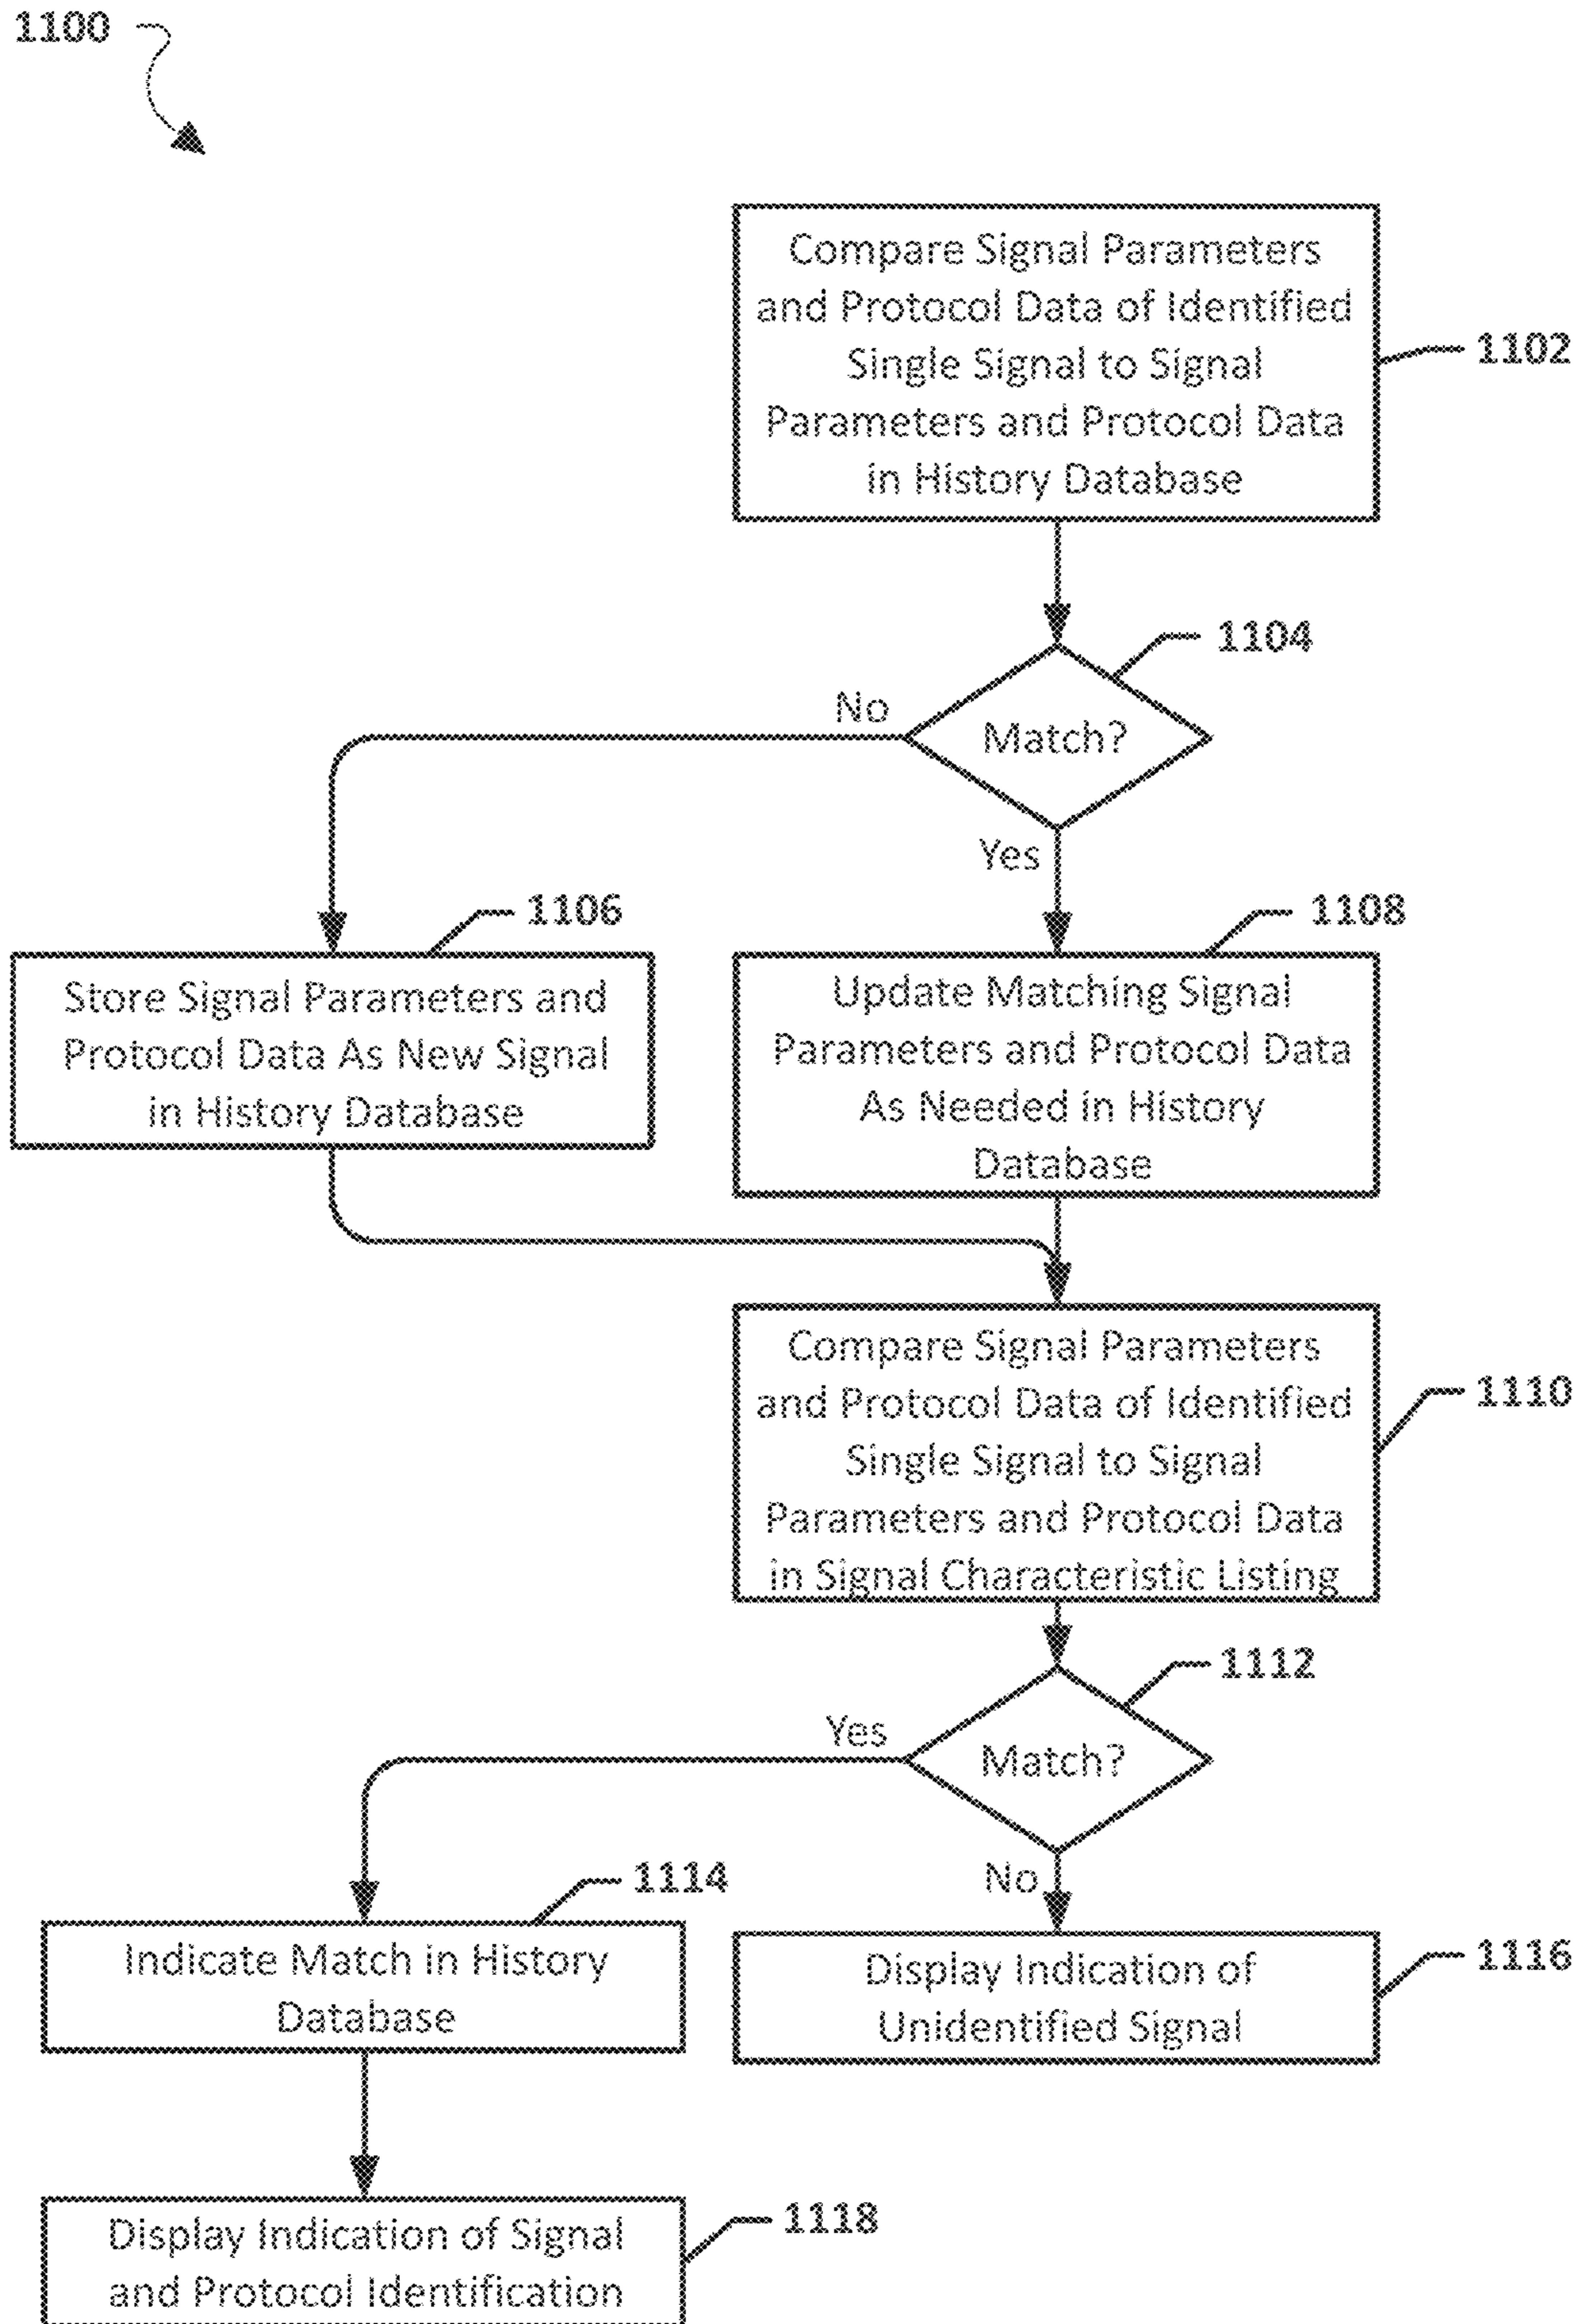 1100
Compare Signal Parameters
and Protocol Data of Identified
Single Signal to Signal
Parameters and Protocol Data
in History Database
1102
1104
No
Match?
Yes
1106
1108
Store Signal Parameters and
Protocol Data As New Signal
in History Database
Update Matching Signal
Parameters and Protocol Data
As Needed in History
Database
Compare Signal Parameters
and Protocol Data of Identified
Single Signal to Signal
Parameters and Protocol Data
in Signal Characteristic Listing
1110
1112
Yes
Match?
No
1114
Indicate Match in History
Database
Display Indication of
Unidentified Signal
1116
Display Indication of Signal
and Protocol Identification
1118